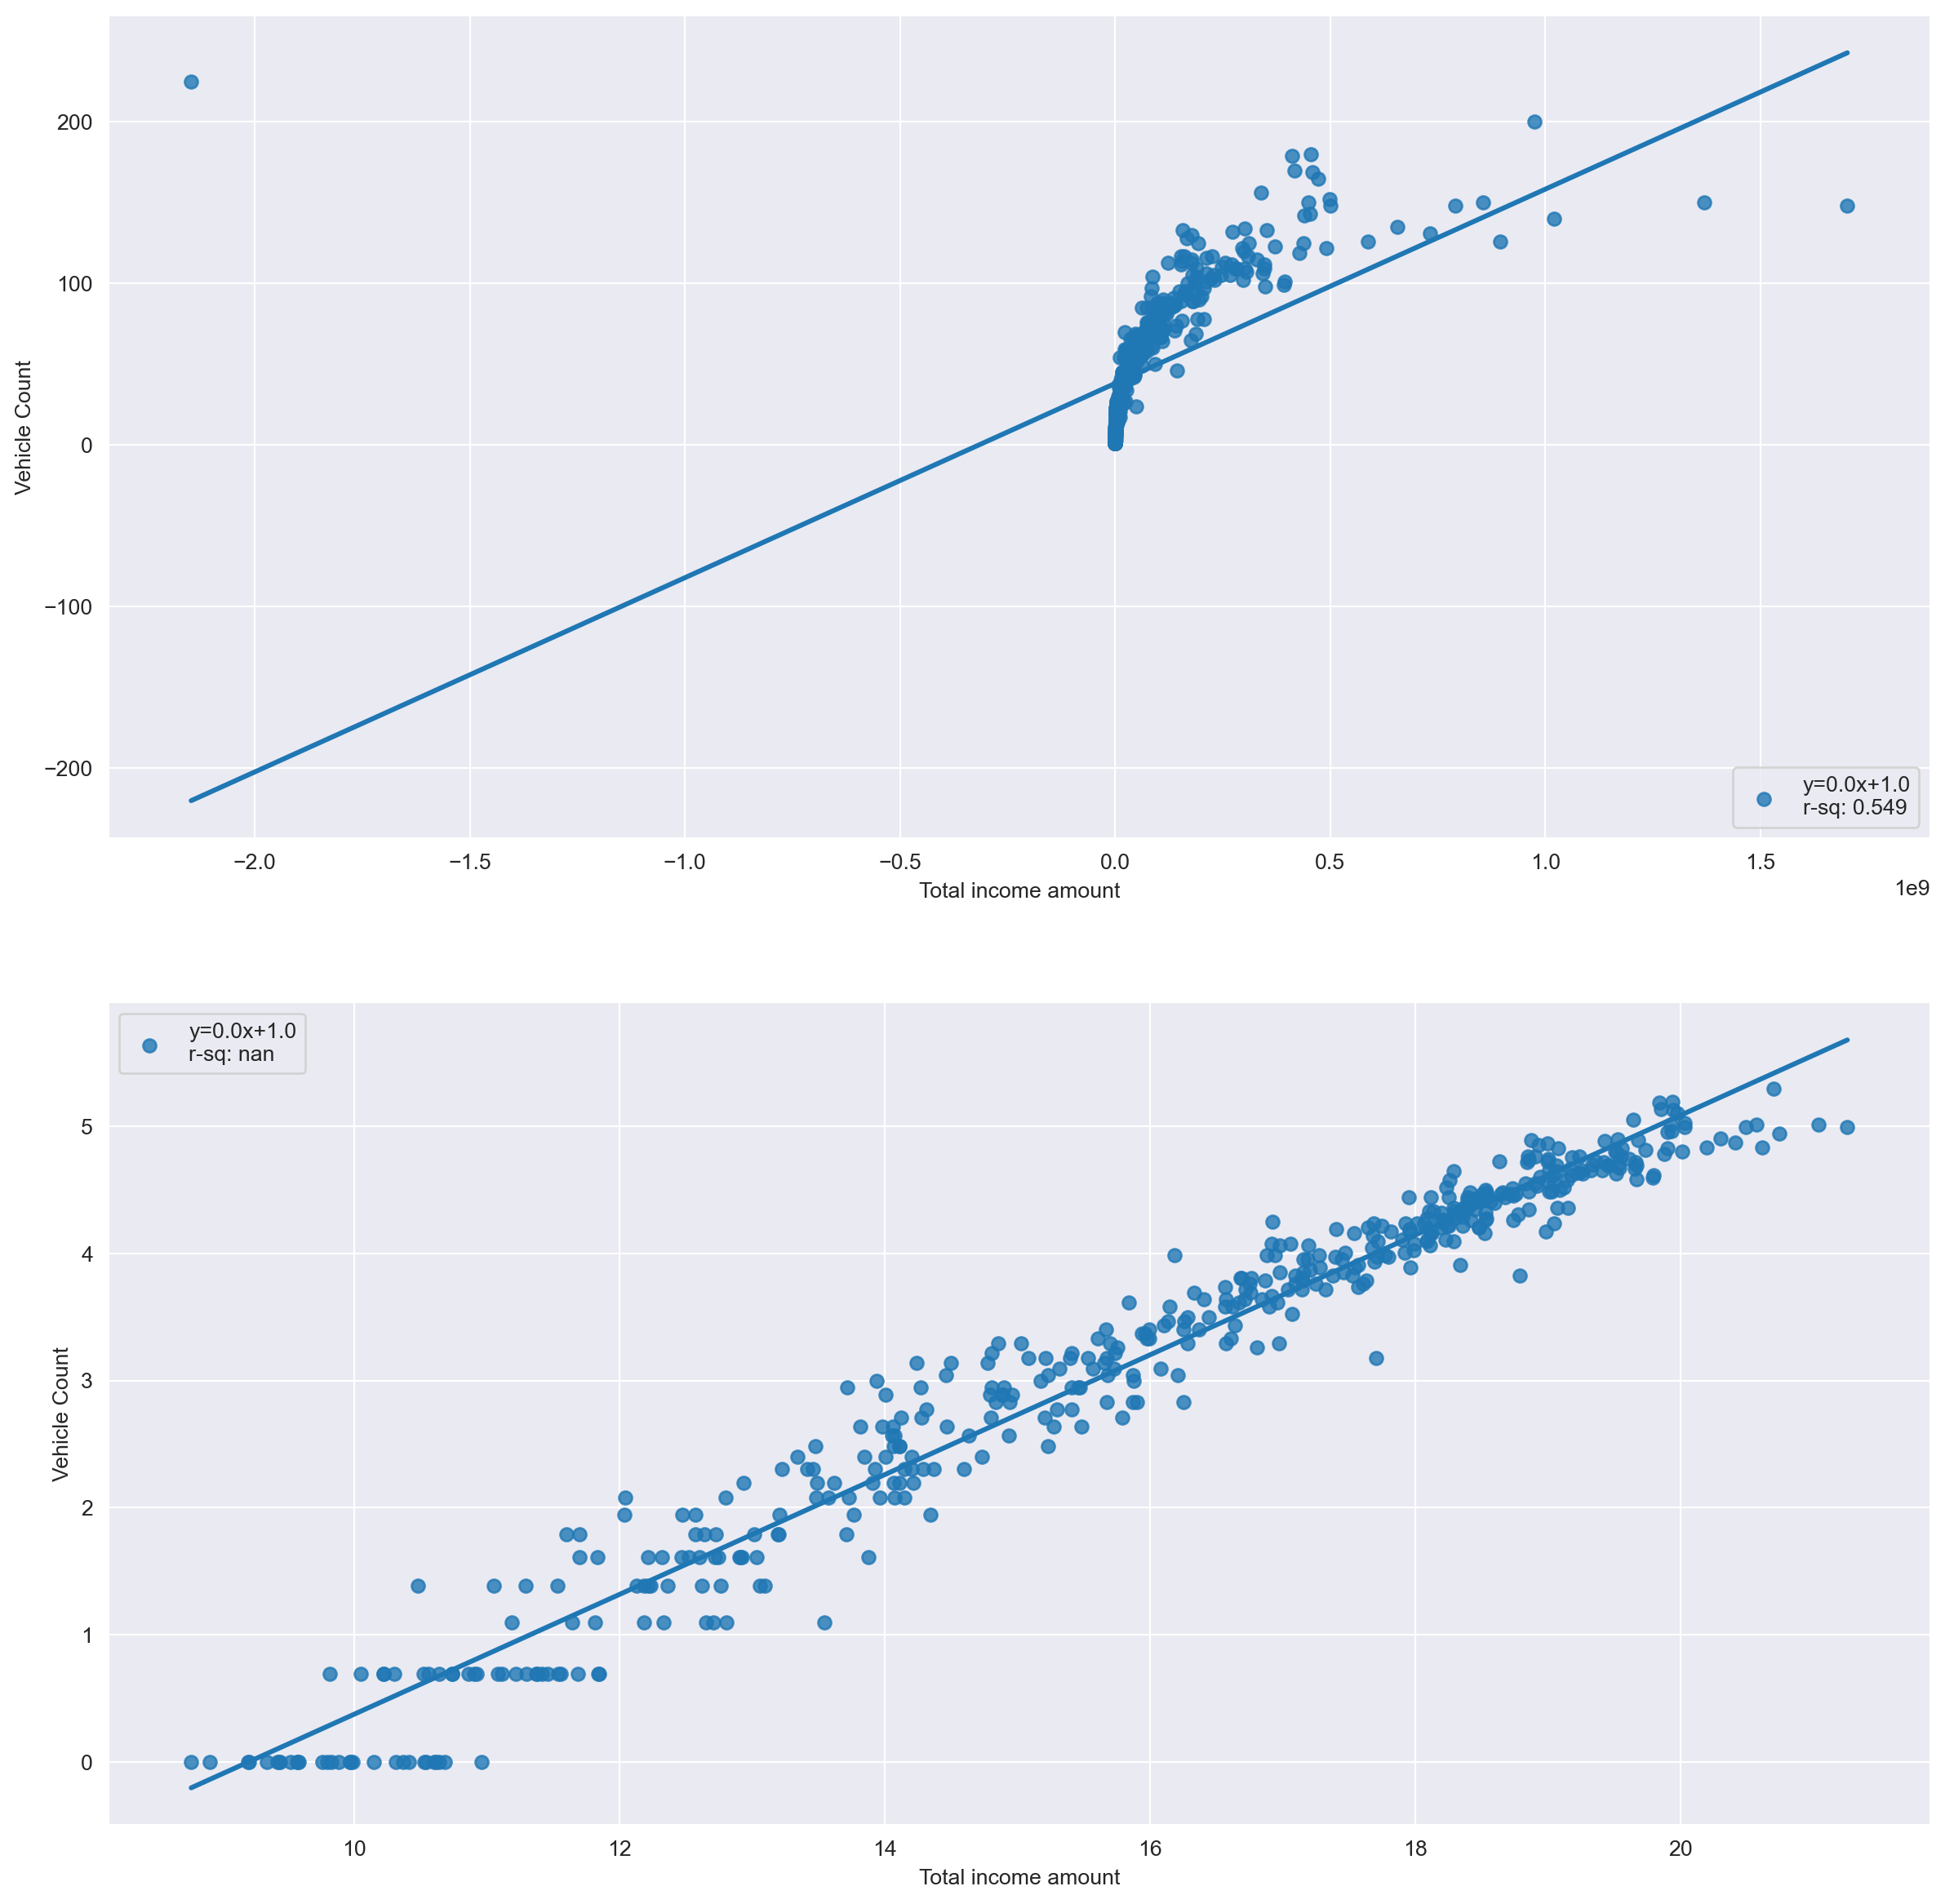 200
100
0
−100
−200
Vehicle Count
y=0.0x+1.0
r-sq: 0.549
−2.0 −1.5 −1.0 −0.5 0.0 0.5 1.0 1.5
Total income amount
1e9
y=0.0x+1.0
r-sq: nan
5
4
3
2
1
0
Vehicle Count
10 12 14 16 18 20
Total income amount